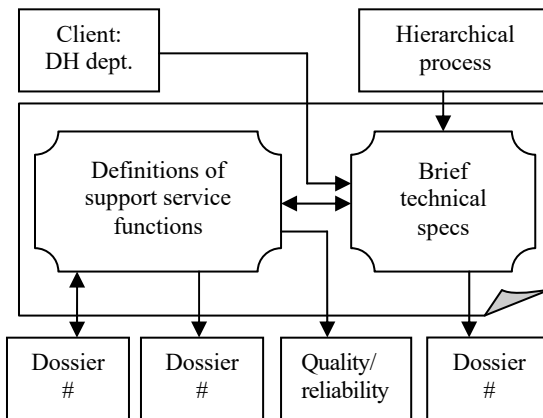 Client:
DH dept.
Hierarchical
process
Definitions of
support service
functions
Brief
technical
specs
Dossier
#
Dossier
#
Quality/
reliability
Dossier
#